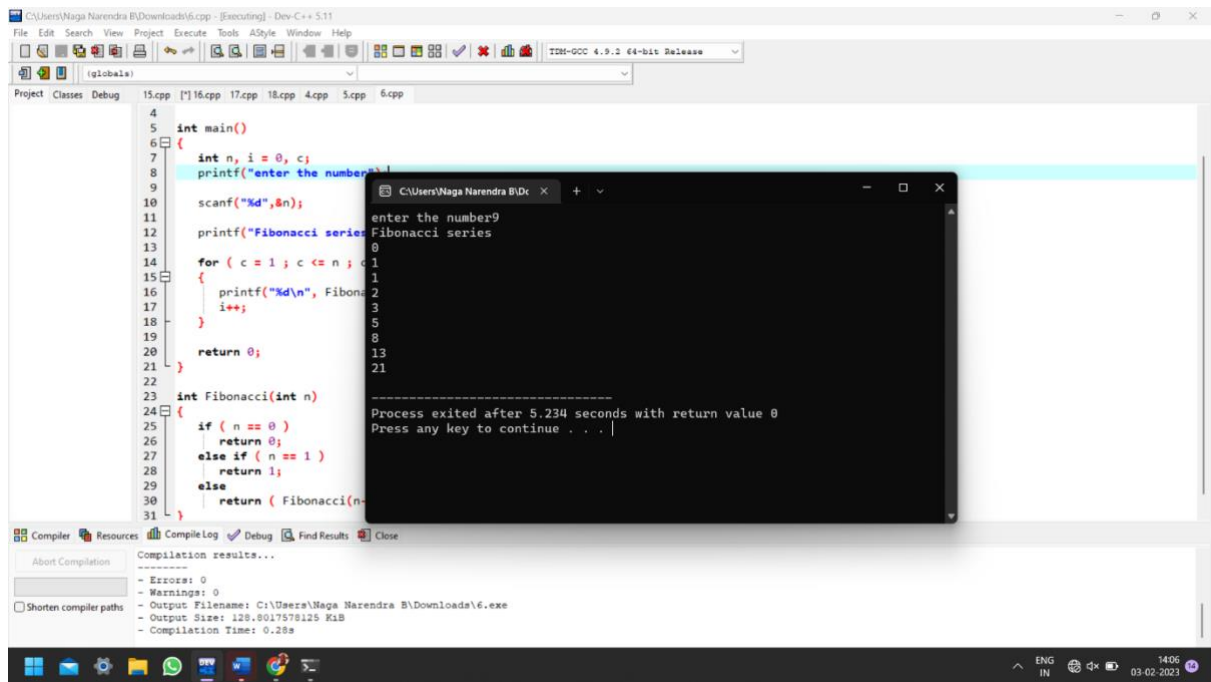 C:\Users\Naga Narendra B\Downloads\6.cpp - [Executing] - Dev-C++ 5.11
File Edit Search View Project Execute Tools AStyle Window Help
TDM-GCC 4.9.2 64-bit Release
(globals)
Project Classes Debug 15.cpp [*] 16.cpp 17.cpp 18.cpp 4.cpp 5.cpp 6.cpp
4
5 int main()
6 {
7 int n, i = 0, c;
8 printf("enter the number")
9
10 scanf("%d",&n);
11
12 printf("Fibonacci series
13
14 for ( c = 1 ; c <= n ; c
15 {
16 printf("%d\n", Fibona
17 i++;
18 }
19
20 return 0;
21 }
22
23 int Fibonacci(int n)
24 {
25 if ( n == 0 )
26 return 0;
27 else if ( n == 1 )
28 return 1;
29 else
30 return ( Fibonacci(n-
31 }
C:\Users\Naga Narendra B\Dc
enter the number9
Fibonacci series
0
1
1
2
3
5
8
13
21
--------------------------------
Process exited after 5.234 seconds with return value 0
Press any key to continue . . .
Compiler Resources Compile Log Debug Find Results Close
Abort Compilation
Shorten compiler paths
Compilation results...
--------
- Errors: 0
- Warnings: 0
- Output Filename: C:\Users\Naga Narendra B\Downloads\6.exe
- Output Size: 128.8017578125 KiB
- Compilation Time: 0.28s
DEV
ENG
IN
14:06
03-02-2023
14